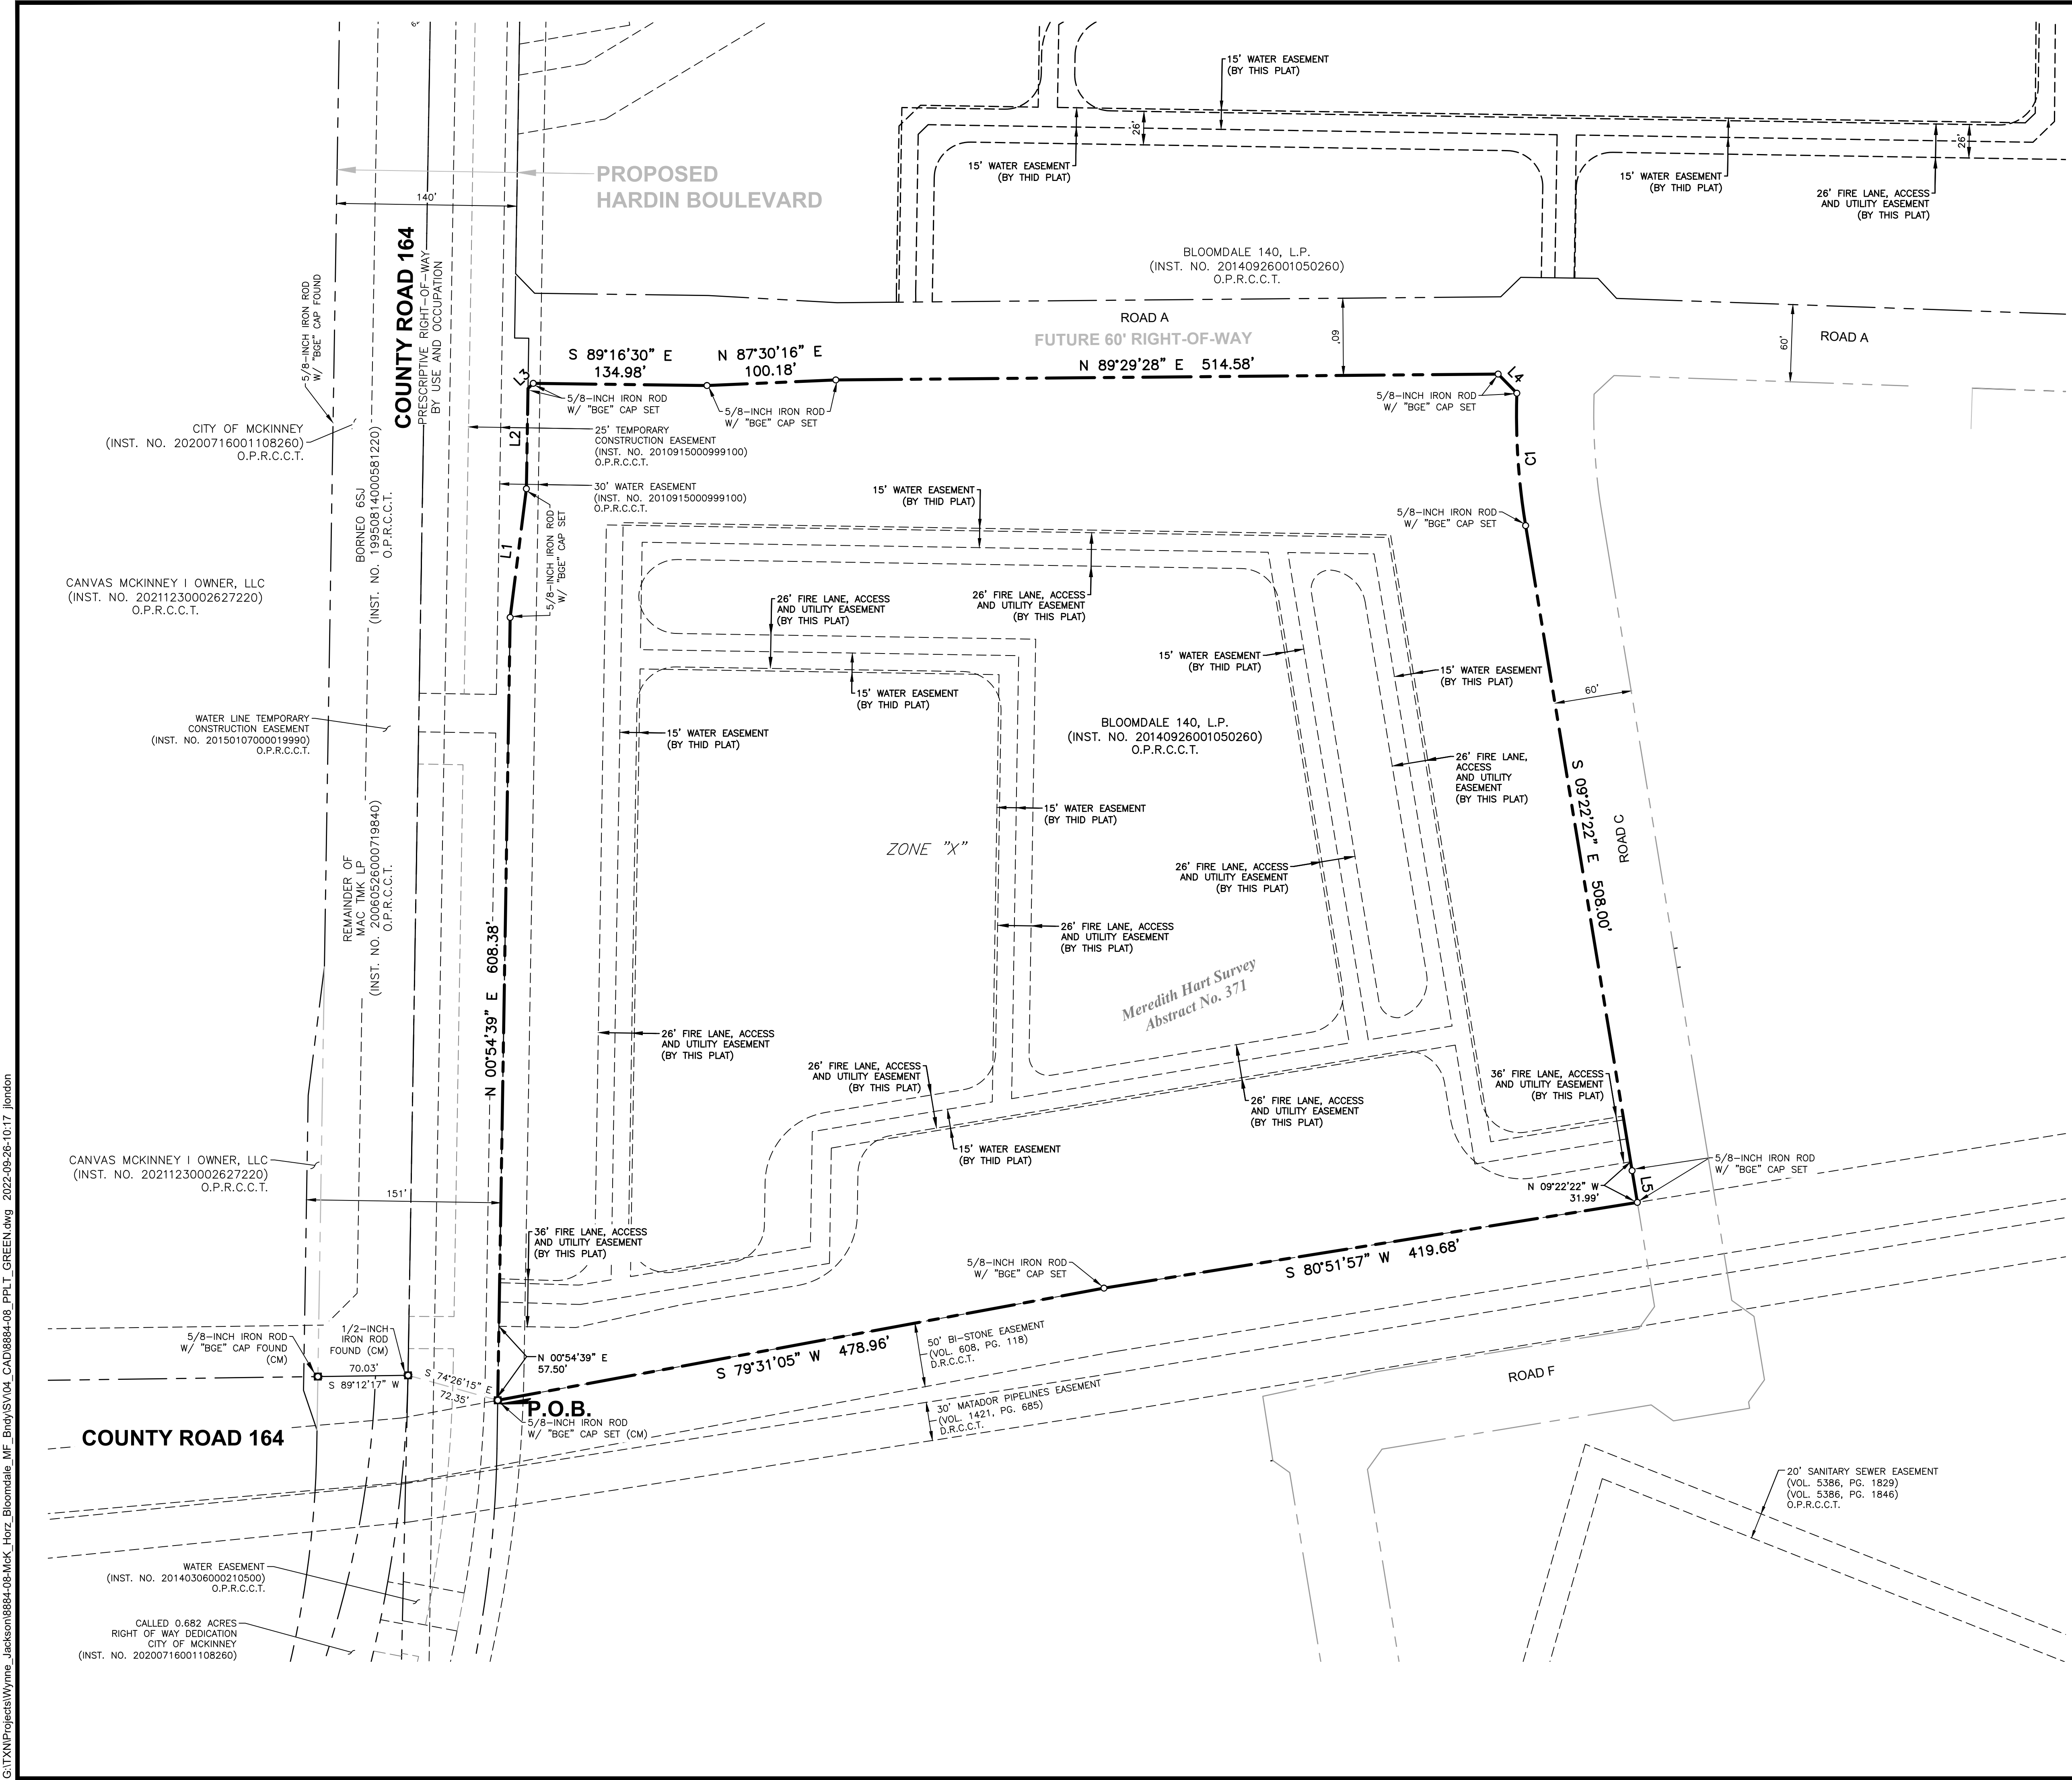 15' WATER EASEMENT
(BY THIS PLAT)
26'
15' WATER EASEMENT
(BY THID PLAT)
15' WATER EASEMENT
(BY THIS PLAT)
26'
26' FIRE LANE, ACCESS
AND UTILITY EASEMENT
(BY THIS PLAT)
PROPOSED
HARDIN BOULEVARD
140'
COUNTY ROAD 164
PRESCRIPTIVE RIGHT-OF-WAY
BY USE AND OCCUPATION
5/8-INCH IRON ROD
W/ "BGE" CAP FOUND
BLOOMDALE 140, L.P.
(INST. NO. 20140926001050260)
O.P.R.C.C.T.
ROAD A
FUTURE 60' RIGHT-OF-WAY
60'
60'
ROAD A
S 89°16'30" E
134.98'
N 87°30'16" E
100.18'
N 89°29'28" E 514.58'
L3
L4
5/8-INCH IRON ROD
W/ "BGE" CAP SET
5/8-INCH IRON ROD
W/ "BGE" CAP SET
5/8-INCH IRON ROD
W/ "BGE" CAP SET
CITY OF MCKINNEY
(INST. NO. 20200716001108260)
O.P.R.C.C.T.
L2
25' TEMPORARY
CONSTRUCTION EASEMENT
(INST. NO. 2010915000999100)
O.P.R.C.C.T.
C1
30' WATER EASEMENT
(INST. NO. 2010915000999100)
O.P.R.C.C.T.
BORNEO 6SJ
(INST. NO. 19950814000581220)
O.P.R.C.C.T.
15' WATER EASEMENT
(BY THID PLAT)
5/8-INCH IRON ROD
W/ "BGE" CAP SET
L1
5/8-INCH IRON ROD
W/ "BGE" CAP SET
CANVAS MCKINNEY I OWNER, LLC
(INST. NO. 20211230002627220)
O.P.R.C.C.T.
26' FIRE LANE, ACCESS
AND UTILITY EASEMENT
(BY THIS PLAT)
26' FIRE LANE, ACCESS
AND UTILITY EASEMENT
(BY THIS PLAT)
15' WATER EASEMENT
(BY THID PLAT)
15' WATER EASEMENT
(BY THIS PLAT)
15' WATER EASEMENT
(BY THID PLAT)
60'
WATER LINE TEMPORARY
CONSTRUCTION EASEMENT
(INST. NO. 20150107000019990)
O.P.R.C.C.T.
15' WATER EASEMENT
(BY THID PLAT)
BLOOMDALE 140, L.P.
(INST. NO. 20140926001050260)
O.P.R.C.C.T.
26' FIRE LANE,
ACCESS
AND UTILITY
EASEMENT
(BY THIS PLAT)
S 09°22'22" E 508.00'
ROAD C
15' WATER EASEMENT
(BY THID PLAT)
ZONE "X"
26' FIRE LANE, ACCESS
AND UTILITY EASEMENT
(BY THIS PLAT)
REMAINDER OF
MAC TMK LP
(INST. NO. 20060526000719840)
O.P.R.C.C.T.
26' FIRE LANE, ACCESS
AND UTILITY EASEMENT
(BY THIS PLAT)
N 00°54'39" E 608.38'
Meredith Hart Survey
Abstract No. 371
26' FIRE LANE, ACCESS
AND UTILITY EASEMENT
(BY THIS PLAT)
26' FIRE LANE, ACCESS
AND UTILITY EASEMENT
(BY THIS PLAT)
36' FIRE LANE, ACCESS
AND UTILITY EASEMENT
(BY THIS PLAT)
26' FIRE LANE, ACCESS
AND UTILITY EASEMENT
(BY THIS PLAT)
15' WATER EASEMENT
(BY THID PLAT)
CANVAS MCKINNEY I OWNER, LLC
(INST. NO. 20211230002627220)
O.P.R.C.C.T.
151'
5/8-INCH IRON ROD
W/ "BGE" CAP SET
N 09°22'22" W
31.99'
L5
36' FIRE LANE, ACCESS
AND UTILITY EASEMENT
(BY THIS PLAT)
5/8-INCH IRON ROD
W/ "BGE" CAP SET
S 80°51'57" W 419.68'
5/8-INCH IRON ROD
W/ "BGE" CAP FOUND
(CM)
1/2-INCH
IRON ROD
FOUND (CM)
70.03'
S 89°12'17" W
S 74°26'15" E
72.35'
N 00°54'39" E
57.50'
S 79°31'05" W 478.96'
50' BI-STONE EASEMENT
(VOL. 608, PG. 118)
D.R.C.C.T.
30' MATADOR PIPELINES EASEMENT
(VOL. 1421, PG. 685)
D.R.C.C.T.
ROAD F
P.O.B.
5/8-INCH IRON ROD
W/ "BGE" CAP SET (CM)
COUNTY ROAD 164
20' SANITARY SEWER EASEMENT
(VOL. 5386, PG. 1829)
(VOL. 5386, PG. 1846)
O.P.R.C.C.T.
WATER EASEMENT
(INST. NO. 20140306000210500)
O.P.R.C.C.T.
CALLED 0.682 ACRES
RIGHT OF WAY DEDICATION
CITY OF MCKINNEY
(INST. NO. 20200716001108260)
G:\TXN\Projects\Wynne_Jackson\8884-08-McK_Horz_Bloomdale_MF_Bndy\SV\04_CAD\8884-08_PPLT_GREEN.dwg 2022-09-26-10:17 jlondon